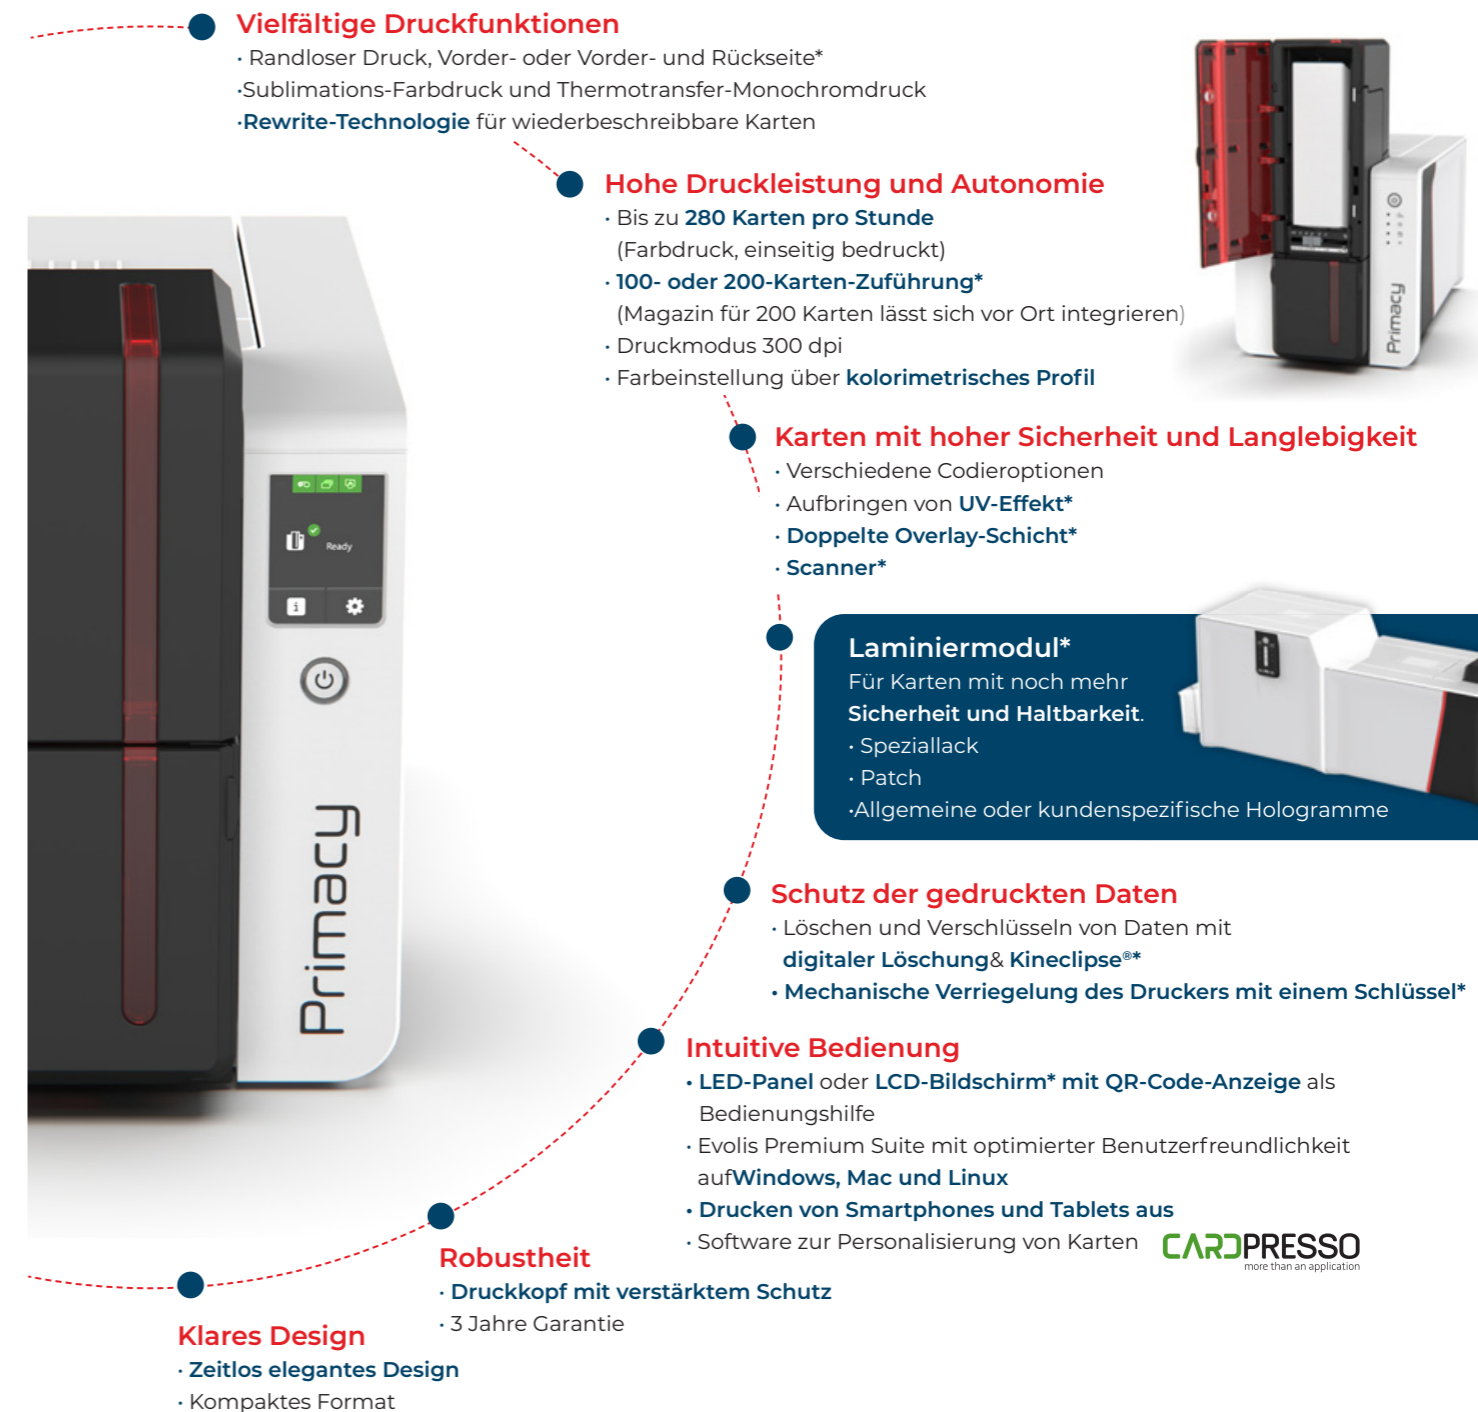 Vielfältige Druckfunktionen
· Randloser Druck, Vorder- oder Vorder- und Rückseite*
·Sublimations-Farbdruck und Thermotransfer-Monochromdruck
·Rewrite-Technologie für wiederbeschreibbare Karten
Hohe Druckleistung und Autonomie
· Bis zu 280 Karten pro Stunde
(Farbdruck, einseitig bedruckt)
· 100- oder 200-Karten-Zuführung*
(Magazin für 200 Karten lässt sich vor Ort integrieren)
· Druckmodus 300 dpi
· Farbeinstellung über kolorimetrisches Profil
Primacy
Karten mit hoher Sicherheit und Langlebigkeit
· Verschiedene Codieroptionen
· Aufbringen von UV-Effekt*
· Doppelte Overlay-Schicht*
· Scanner*
Ready
i
Primacy
Laminiermodul*
Für Karten mit noch mehr
Sicherheit und Haltbarkeit.
· Speziallack
· Patch
·Allgemeine oder kundenspezifische Hologramme
Schutz der gedruckten Daten
· Löschen und Verschlüsseln von Daten mit
digitaler Löschung& Kineclipse®*
• Mechanische Verriegelung des Druckers mit einem Schlüssel*
Intuitive Bedienung
• LED-Panel oder LCD-Bildschirm* mit QR-Code-Anzeige als
Bedienungshilfe
· Evolis Premium Suite mit optimierter Benutzerfreundlichkeit
aufWindows, Mac und Linux
• Drucken von Smartphones und Tablets aus
· Software zur Personalisierung von Karten
CARDPRESSO
more than an application
Robustheit
· Druckkopf mit verstärktem Schutz
· 3 Jahre Garantie
Klares Design
· Zeitlos elegantes Design
· Kompaktes Format